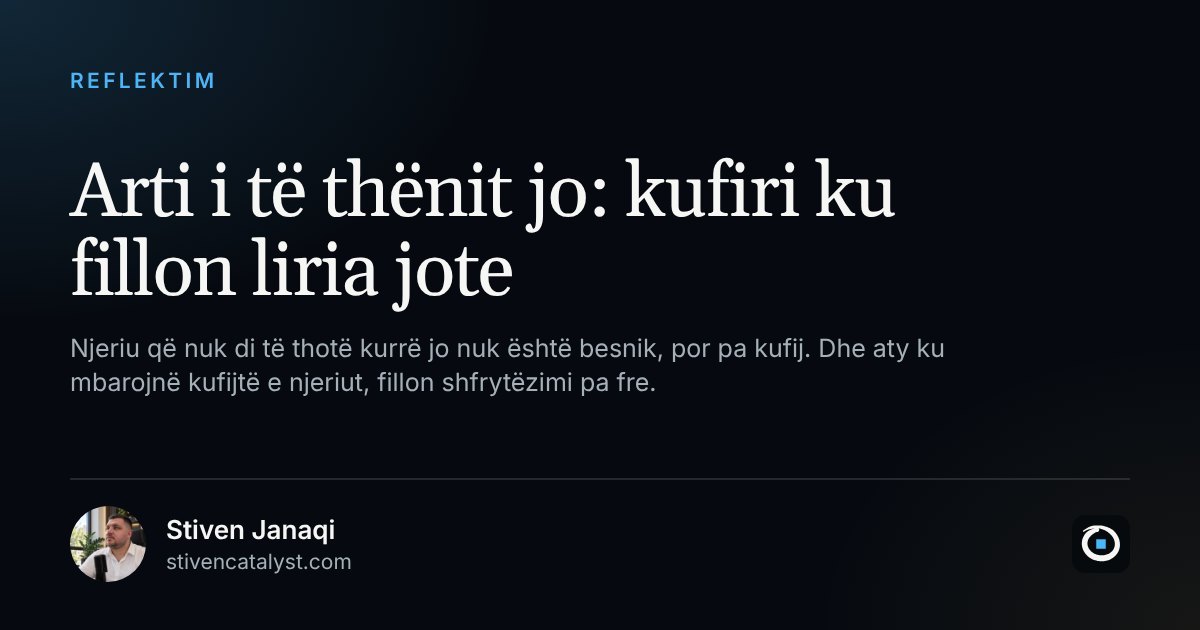 REFLEKTIM
Arti i të thënit jo: kufiri ku
fillon liria jote
Njeriu që nuk di të thotë kurrë jo nuk është besnik, por pa kufij. Dhe aty ku
mbarojnë kufijtë e njeriut, fillon shfrytëzimi pa fre.
Stiven Janaqi
stivencatalyst.com